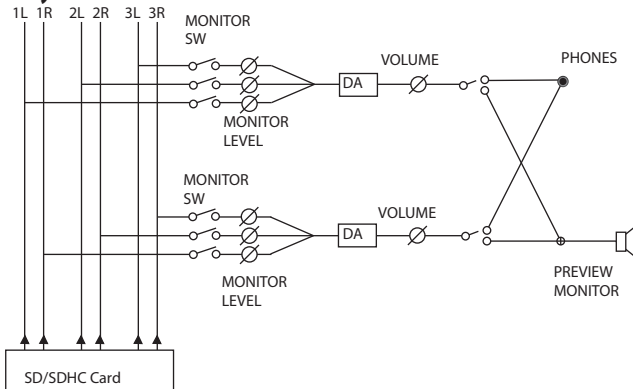 1L 1R 2L 2R 3L 3R
MONITOR
SW
MONITOR
LEVEL
DA
VOLUME
PHONES
MONITOR
SW
MONITOR
LEVEL
DA
VOLUME
PREVIEW
MONITOR
SD/SDHC Card